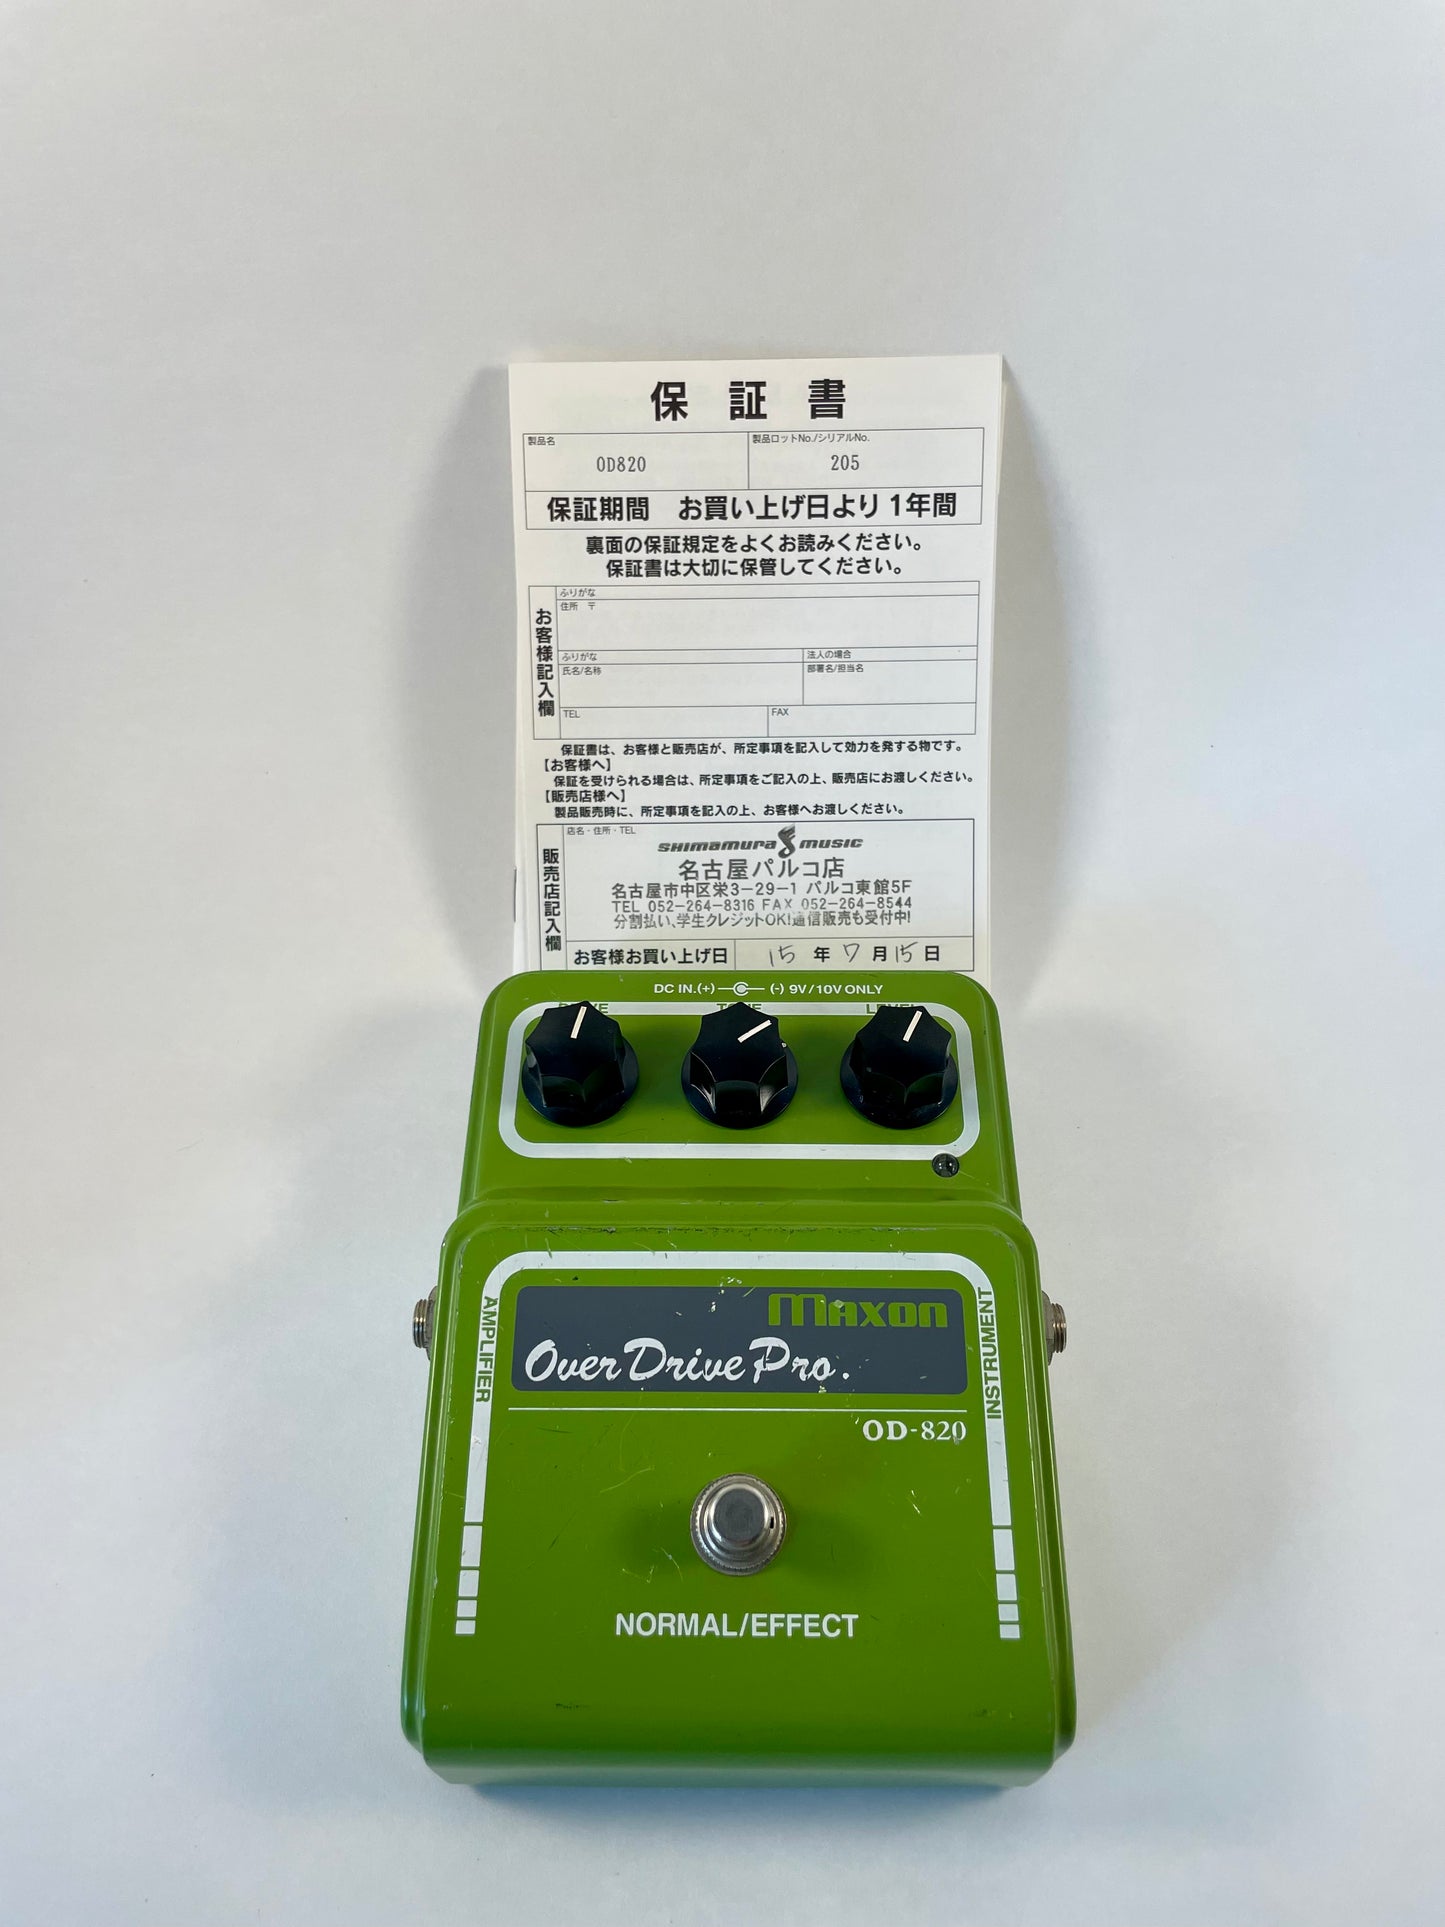 保証書
製品名
製品ロットNo./シリアルNo.
OD820
205
保証期間 お買い上げ日より1年間
裏面の保証規定をよくお読みください。
保証書は大切に保管してください。
お客様記入欄
ふりがな
住所 〒
ふりがな
法人の場合
氏名/名称
部署名/担当名
TEL
FAX
保証書は、お客様と販売店が、所定事項を記入して効力を発する物です。
【お客様へ】
保証を受けられる場合は、所定事項をご記入の上、販売店にお渡しください。
【販売店様へ】
製品販売時に、所定事項を記入の上、お客様へお渡しください。
販売店記入欄
店名・住所・TEL
SHIMAMURA MUSIC
名古屋パルコ店
名古屋市中区栄3-29-1 パルコ東館5F
TEL 052-264-8316 FAX 052-264-8544
分割払い、学生クレジットOK!通信販売も受付中!
お客様お買い上げ日 15年7月15日
DC IN.(+) (-) 9V/10V ONLY
DRIVE TONE LEVEL
AMPLIFIER
INSTRUMENT
MAXON
OverDrive Pro.
OD-820
NORMAL/EFFECT